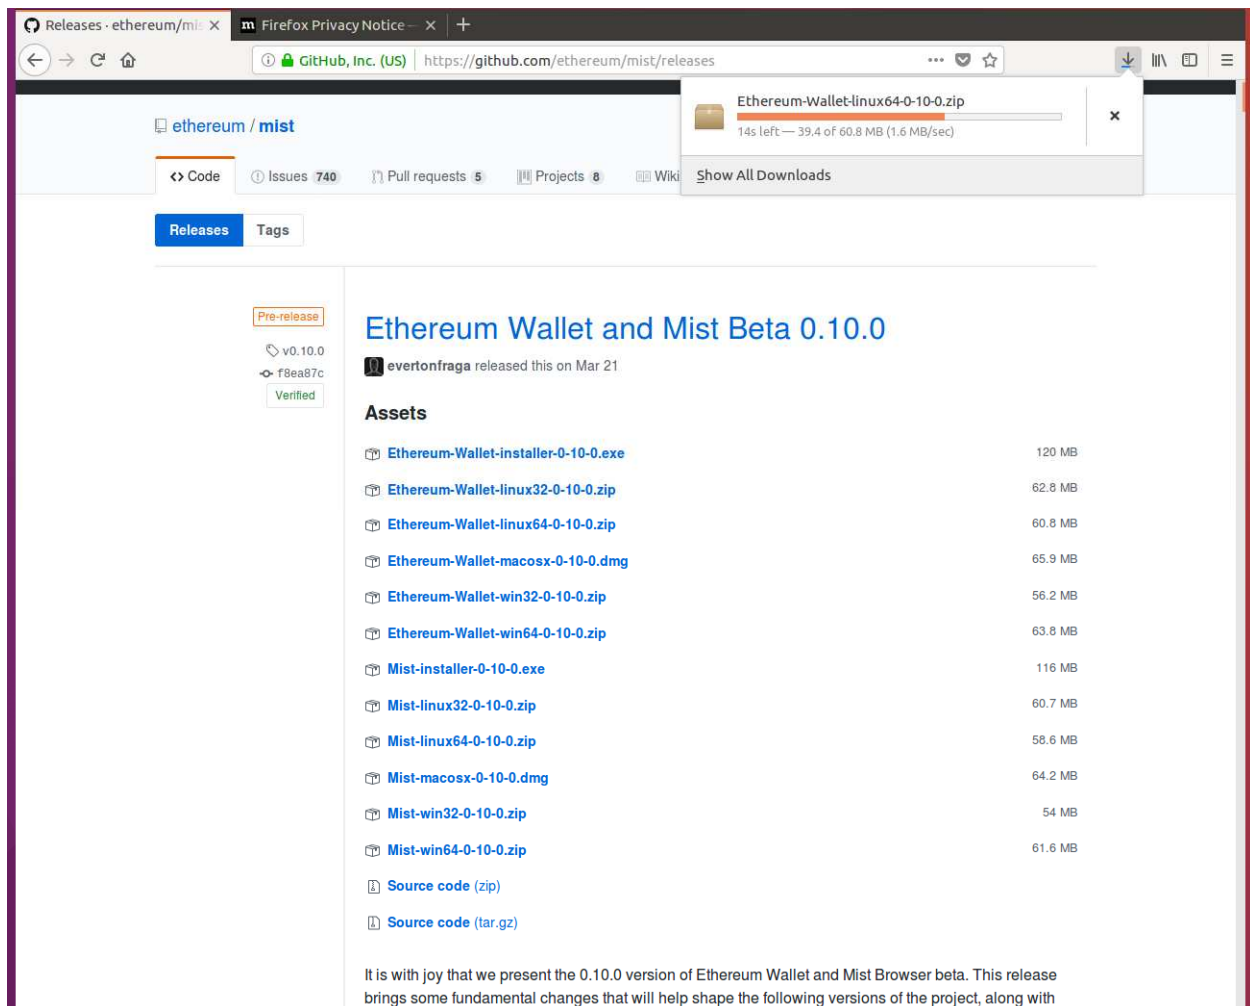 Releases · ethereum/mis
Firefox Privacy Notice —
GitHub, Inc. (US) https://github.com/ethereum/mist/releases
Ethereum-Wallet-linux64-0-10-0.zip
14s left — 39.4 of 60.8 MB (1.6 MB/sec)
Show All Downloads
ethereum / mist
Code Issues 740 Pull requests 5 Projects 8 Wiki
Releases Tags
Pre-release
v0.10.0
f8ea87c
Verified
Ethereum Wallet and Mist Beta 0.10.0
evertonfraga released this on Mar 21
Assets
Ethereum-Wallet-installer-0-10-0.exe 120 MB
Ethereum-Wallet-linux32-0-10-0.zip 62.8 MB
Ethereum-Wallet-linux64-0-10-0.zip 60.8 MB
Ethereum-Wallet-macosx-0-10-0.dmg 65.9 MB
Ethereum-Wallet-win32-0-10-0.zip 56.2 MB
Ethereum-Wallet-win64-0-10-0.zip 63.8 MB
Mist-installer-0-10-0.exe 116 MB
Mist-linux32-0-10-0.zip 60.7 MB
Mist-linux64-0-10-0.zip 58.6 MB
Mist-macosx-0-10-0.dmg 64.2 MB
Mist-win32-0-10-0.zip 54 MB
Mist-win64-0-10-0.zip 61.6 MB
Source code (zip)
Source code (tar.gz)
It is with joy that we present the 0.10.0 version of Ethereum Wallet and Mist Browser beta. This release
brings some fundamental changes that will help shape the following versions of the project, along with